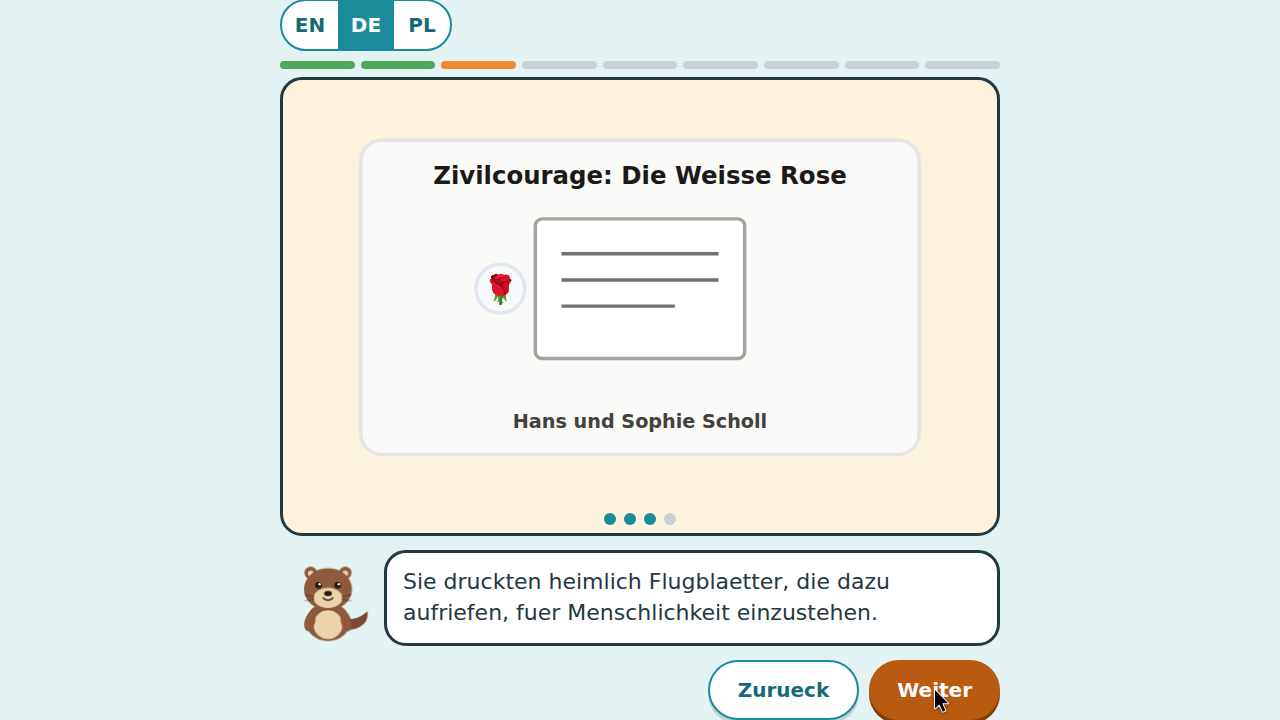 EN DE PL
Zivilcourage: Die Weisse Rose
Hans und Sophie Scholl
Sie druckten heimlich Flugblaetter, die dazu
aufriefen, fuer Menschlichkeit einzustehen.
Zurueck Weiter